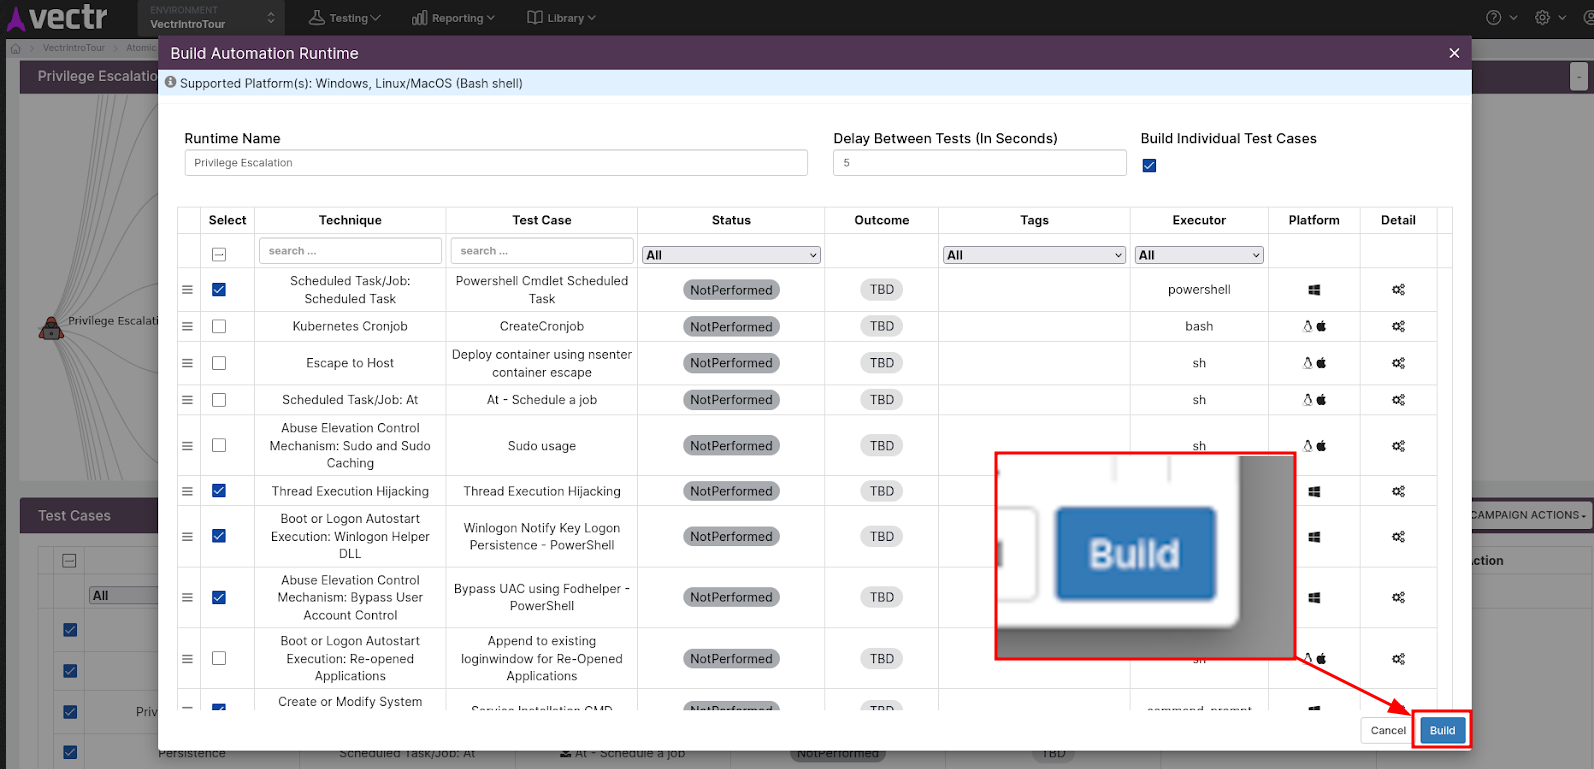 vectr
ENVIRONMENT
VectrIntroTour
Testing
Reporting
Library
VectrIntroTour
Atomic
Privilege Escalatio
Build Automation Runtime
Supported Platform(s): Windows, Linux/MacOS (Bash shell)
Runtime Name
Delay Between Tests (In Seconds)
Build Individual Test Cases
Privilege Escalation
5
Select Technique Test Case Status Outcome Tags Executor Platform Detail
search ... search ... All All All
Scheduled Task/Job:
Scheduled Task
Powershell Cmdlet Scheduled
Task
NotPerformed TBD powershell
Kubernetes Cronjob CreateCronjob NotPerformed TBD bash
Privilege Escalati
Escape to Host
Deploy container using nsenter
container escape
NotPerformed TBD sh
Scheduled Task/Job: At At - Schedule a job NotPerformed TBD sh
Abuse Elevation Control
Mechanism: Sudo and Sudo
Caching
Sudo usage NotPerformed TBD sh
Thread Execution Hijacking Thread Execution Hijacking NotPerformed TBD
Boot or Logon Autostart
Execution: Winlogon Helper
DLL
Winlogon Notify Key Logon
Persistence - PowerShell
NotPerformed TBD
Abuse Elevation Control
Mechanism: Bypass User
Account Control
Bypass UAC using Fodhelper -
PowerShell
NotPerformed TBD
Boot or Logon Autostart
Execution: Re-opened
Applications
Append to existing
loginwindow for Re-Opened
Applications
NotPerformed TBD sh
Create or Modify System
Service Installation CMD
NotPerformed TBD command_prompt
Build
Cancel Build
Test Cases
CAMPAIGN ACTIONS
ction
All
Priv
Persistence Scheduled Task/Job: At At - Schedule a job NotPerformed TBD